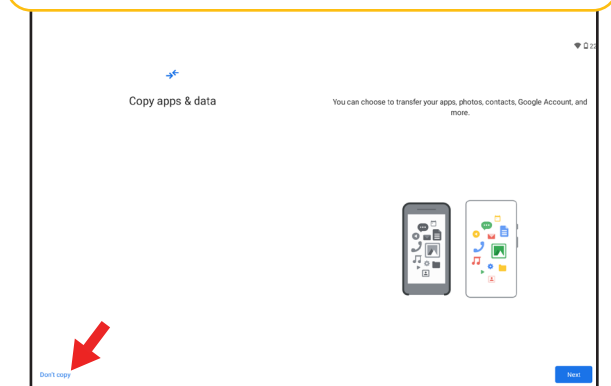 22
Copy apps & data
You can choose to transfer your apps, photos, contacts, Google Account, and
more.
Don't copy
Next